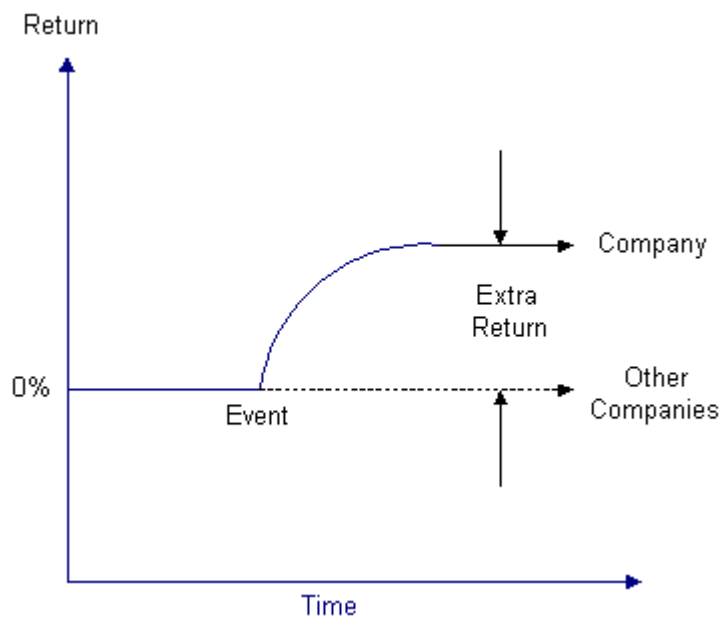 Return
Company
Extra
Return
0%
Other
Companies
Event
Time